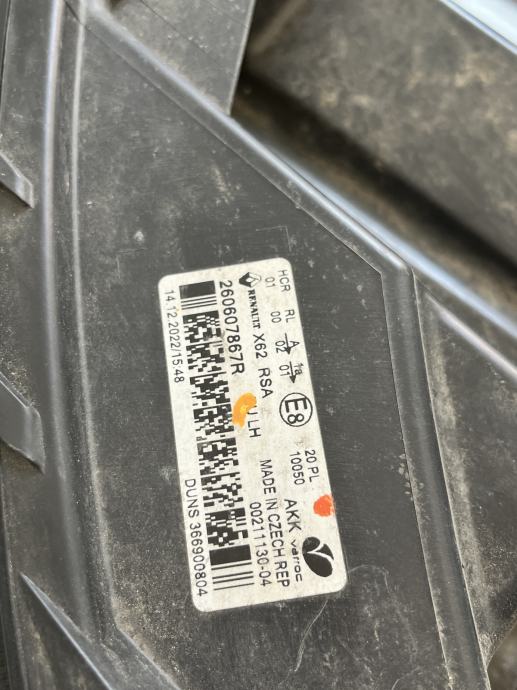 HCR RL A 1a
01 00 02 01
E8
20 PL
10050
AKK varroc
RENAULT X62 RSA LH
MADE IN CZECH REP
260607867R
00211130-04
14.12.2022/15:48
DUNS 366900804